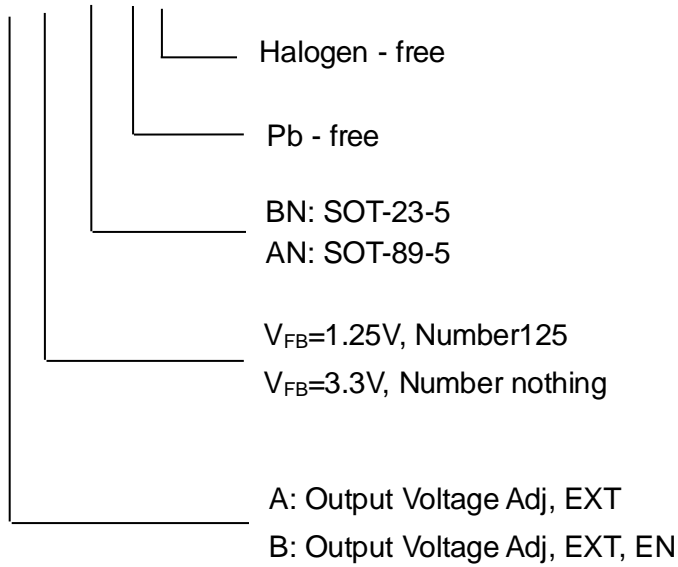 Halogen - free
Pb - free
BN: SOT-23-5
AN: SOT-89-5
VFB=1.25V, Number125
VFB=3.3V, Number nothing
A: Output Voltage Adj, EXT
B: Output Voltage Adj, EXT, EN